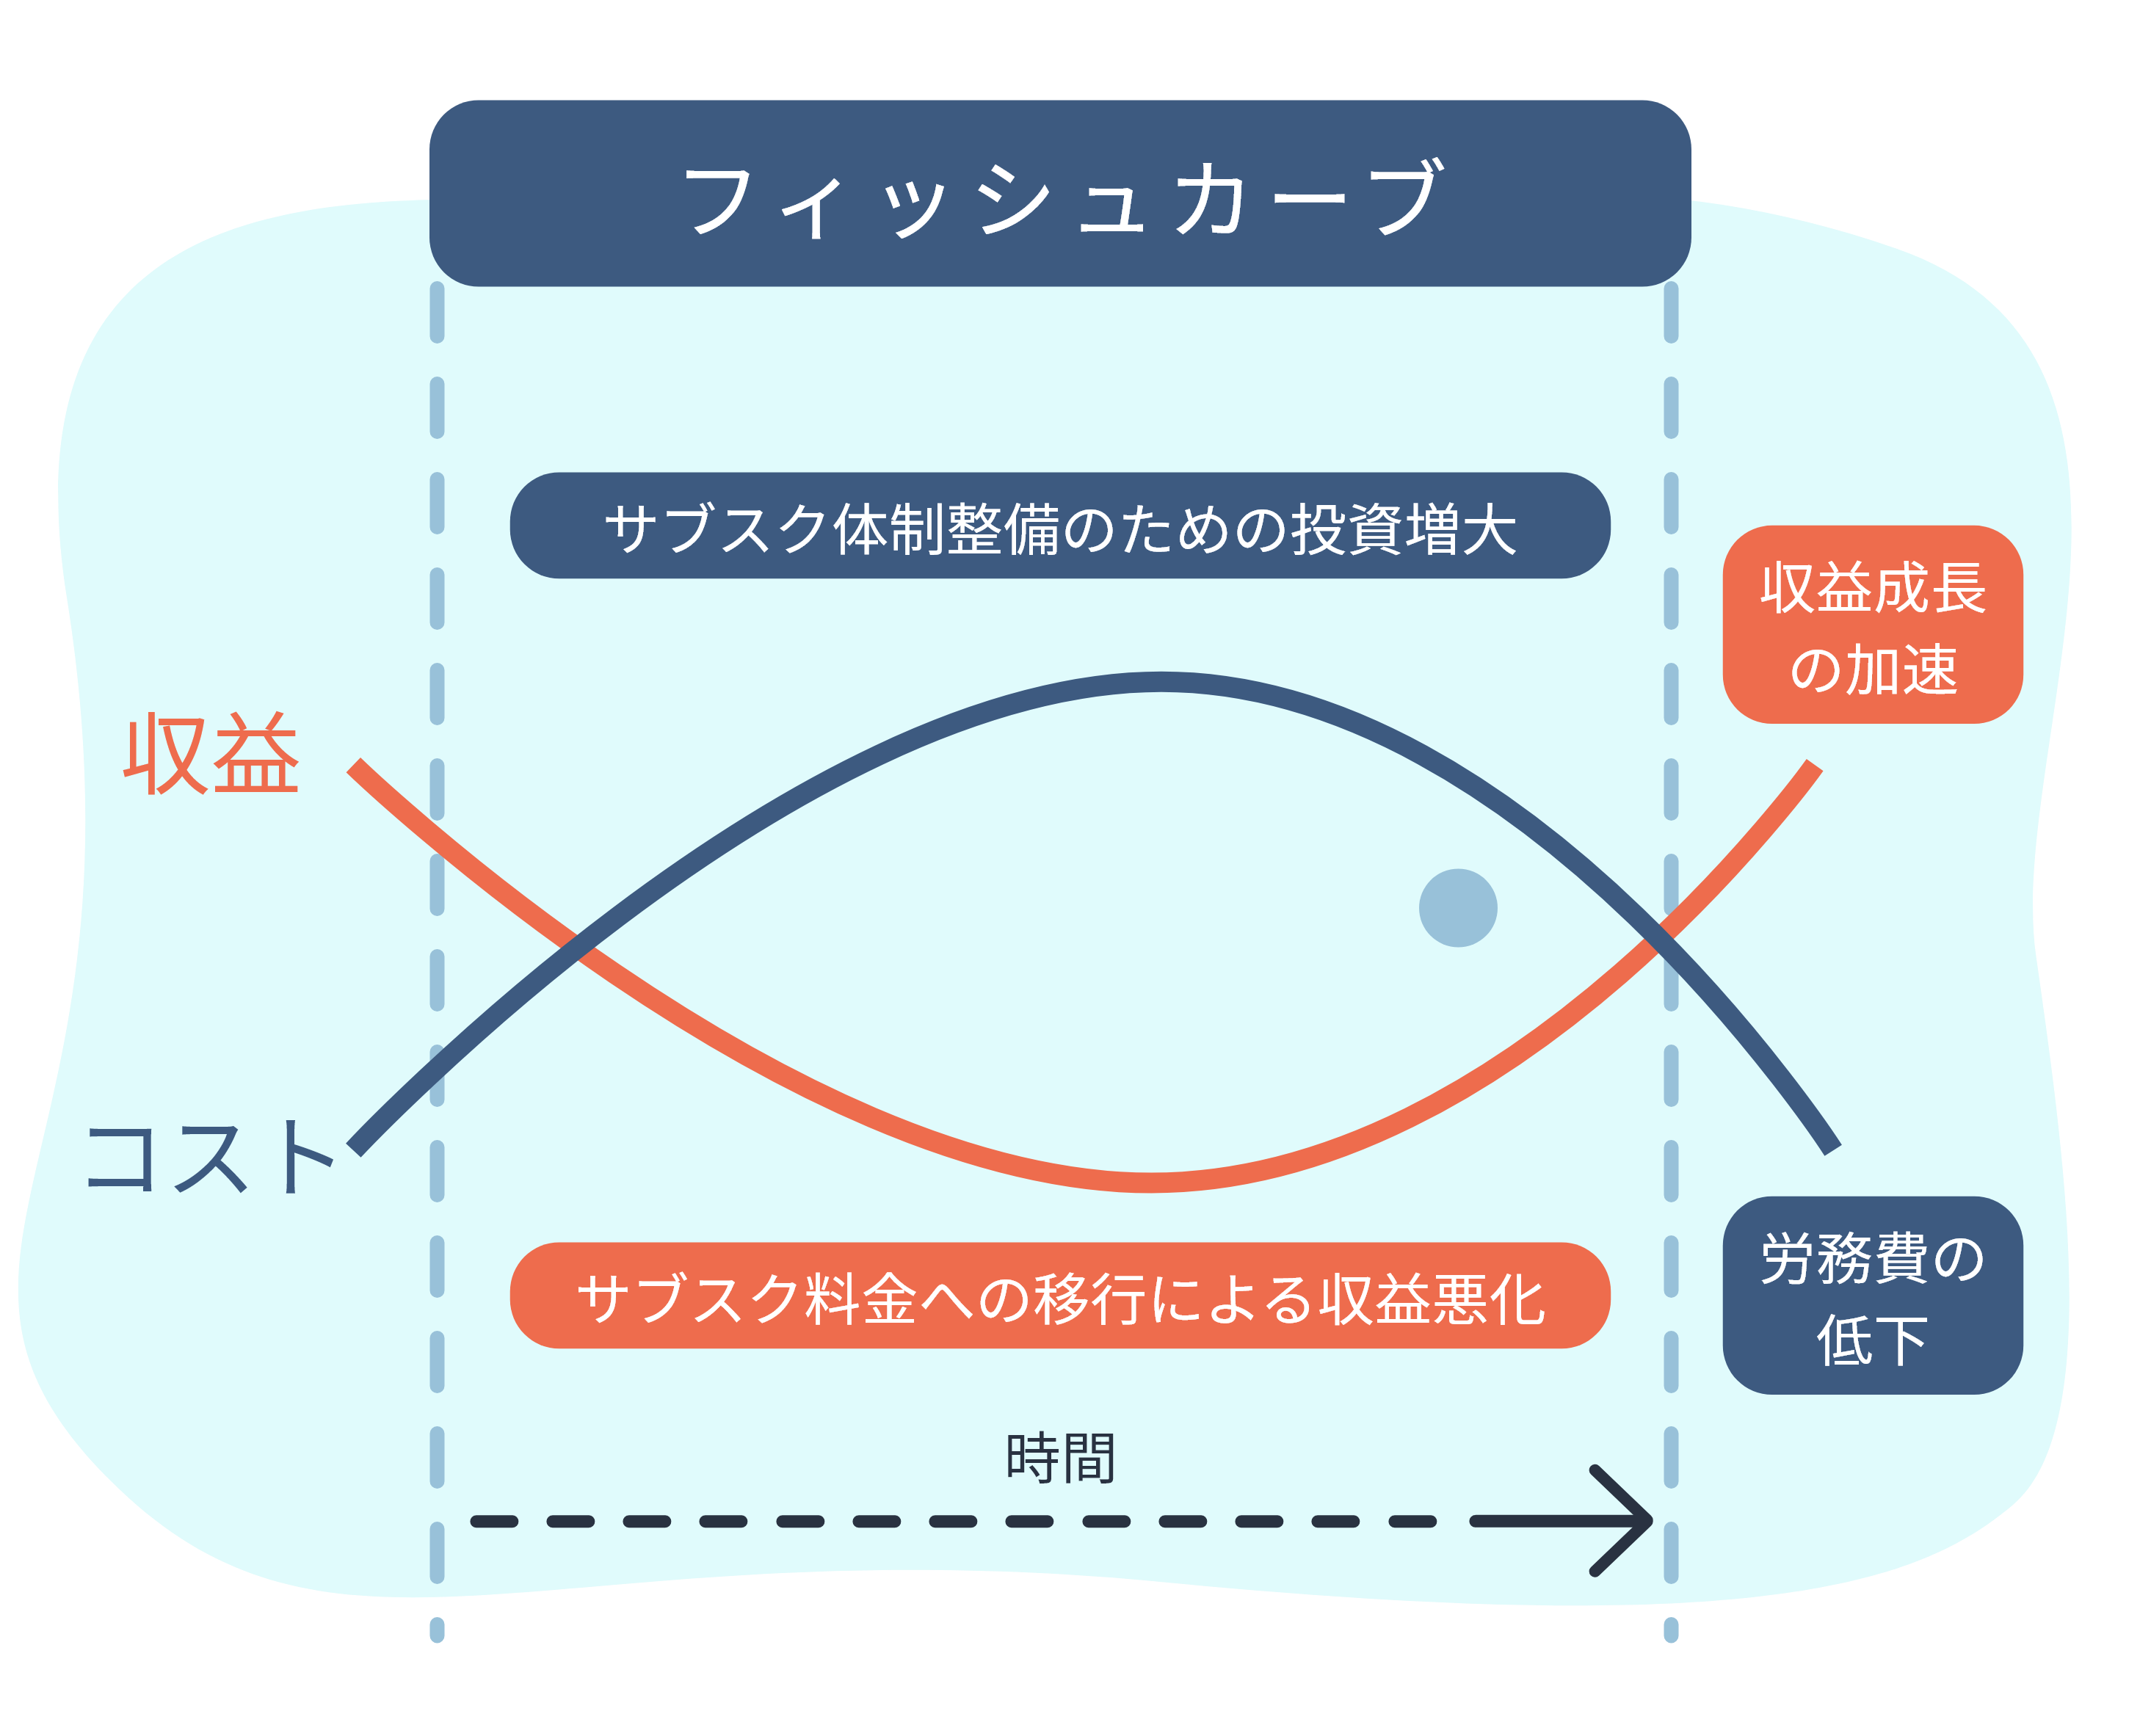 フィッシュカーブ
サブスク体制整備のための投資増大
収益成長
の加速
収益
コスト
サブスク料金への移行による収益悪化
労務費の
低下
時間